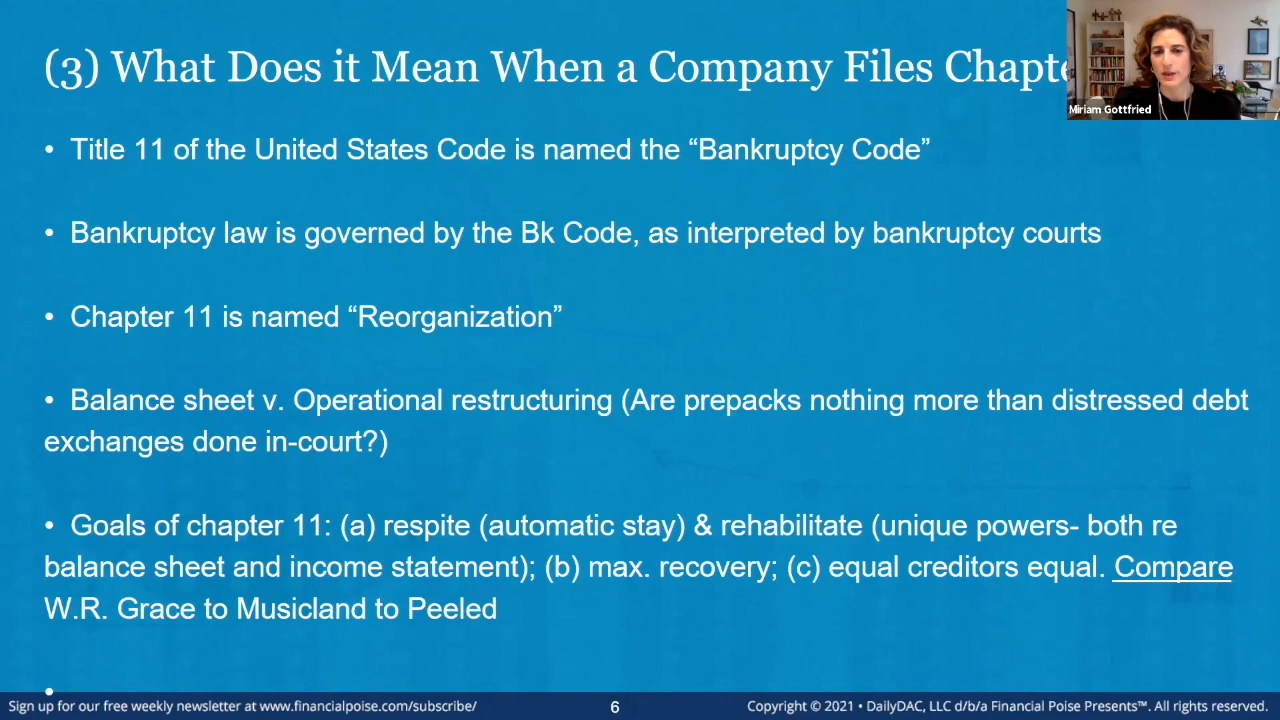 (3) What Does it Mean When a Company Files Chapte
Miriam Gottfried
• Title 11 of the United States Code is named the “Bankruptcy Code”
• Bankruptcy law is governed by the Bk Code, as interpreted by bankruptcy courts
• Chapter 11 is named “Reorganization”
• Balance sheet v. Operational restructuring (Are prepacks nothing more than distressed debt
exchanges done in-court?)
• Goals of chapter 11: (a) respite (automatic stay) & rehabilitate (unique powers- both re
balance sheet and income statement); (b) max. recovery; (c) equal creditors equal. Compare
W.R. Grace to Musicland to Peeled
•
Sign up for our free weekly newsletter at www.financialpoise.com/subscribe/
6
Copyright © 2021 • DailyDAC, LLC d/b/a Financial Poise Presents™. All rights reserved.